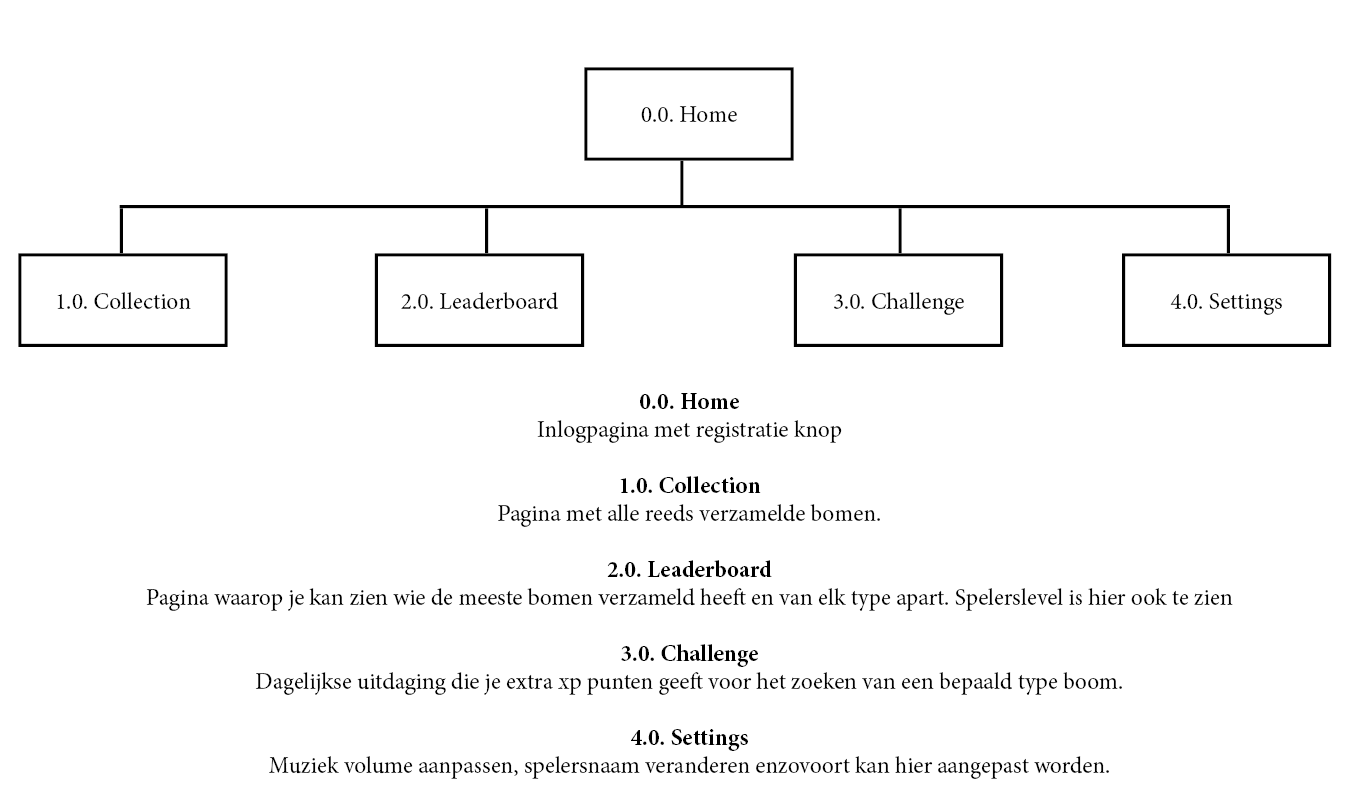 0.0. Home
1.0. Collection
2.0. Leaderboard
3.0. Challenge
4.0. Settings
0.0. Home
Inlogpagina met registratie knop
1.0. Collection
Pagina met alle reeds verzamelde bomen.
2.0. Leaderboard
Pagina waarop je kan zien wie de meeste bomen verzameld heeft en van elk type apart. Spelerslevel is hier ook te zien
3.0. Challenge
Dagelijkse uitdaging die je extra xp punten geeft voor het zoeken van een bepaald type boom.
4.0. Settings
Muziek volume aanpassen, spelersnaam veranderen enzovoort kan hier aangepast worden.